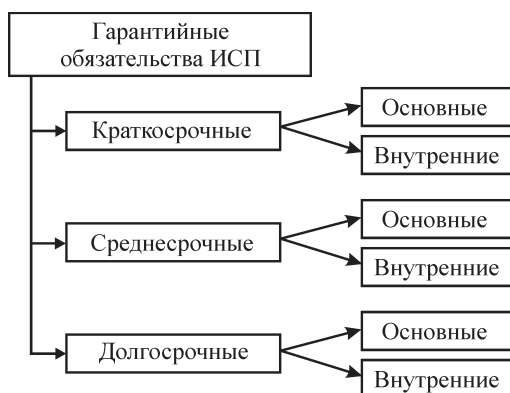 Гарантийные
обязательства ИСП
Краткосрочные
Основные
Внутренние
Среднесрочные
Основные
Внутренние
Долгосрочные
Основные
Внутренние